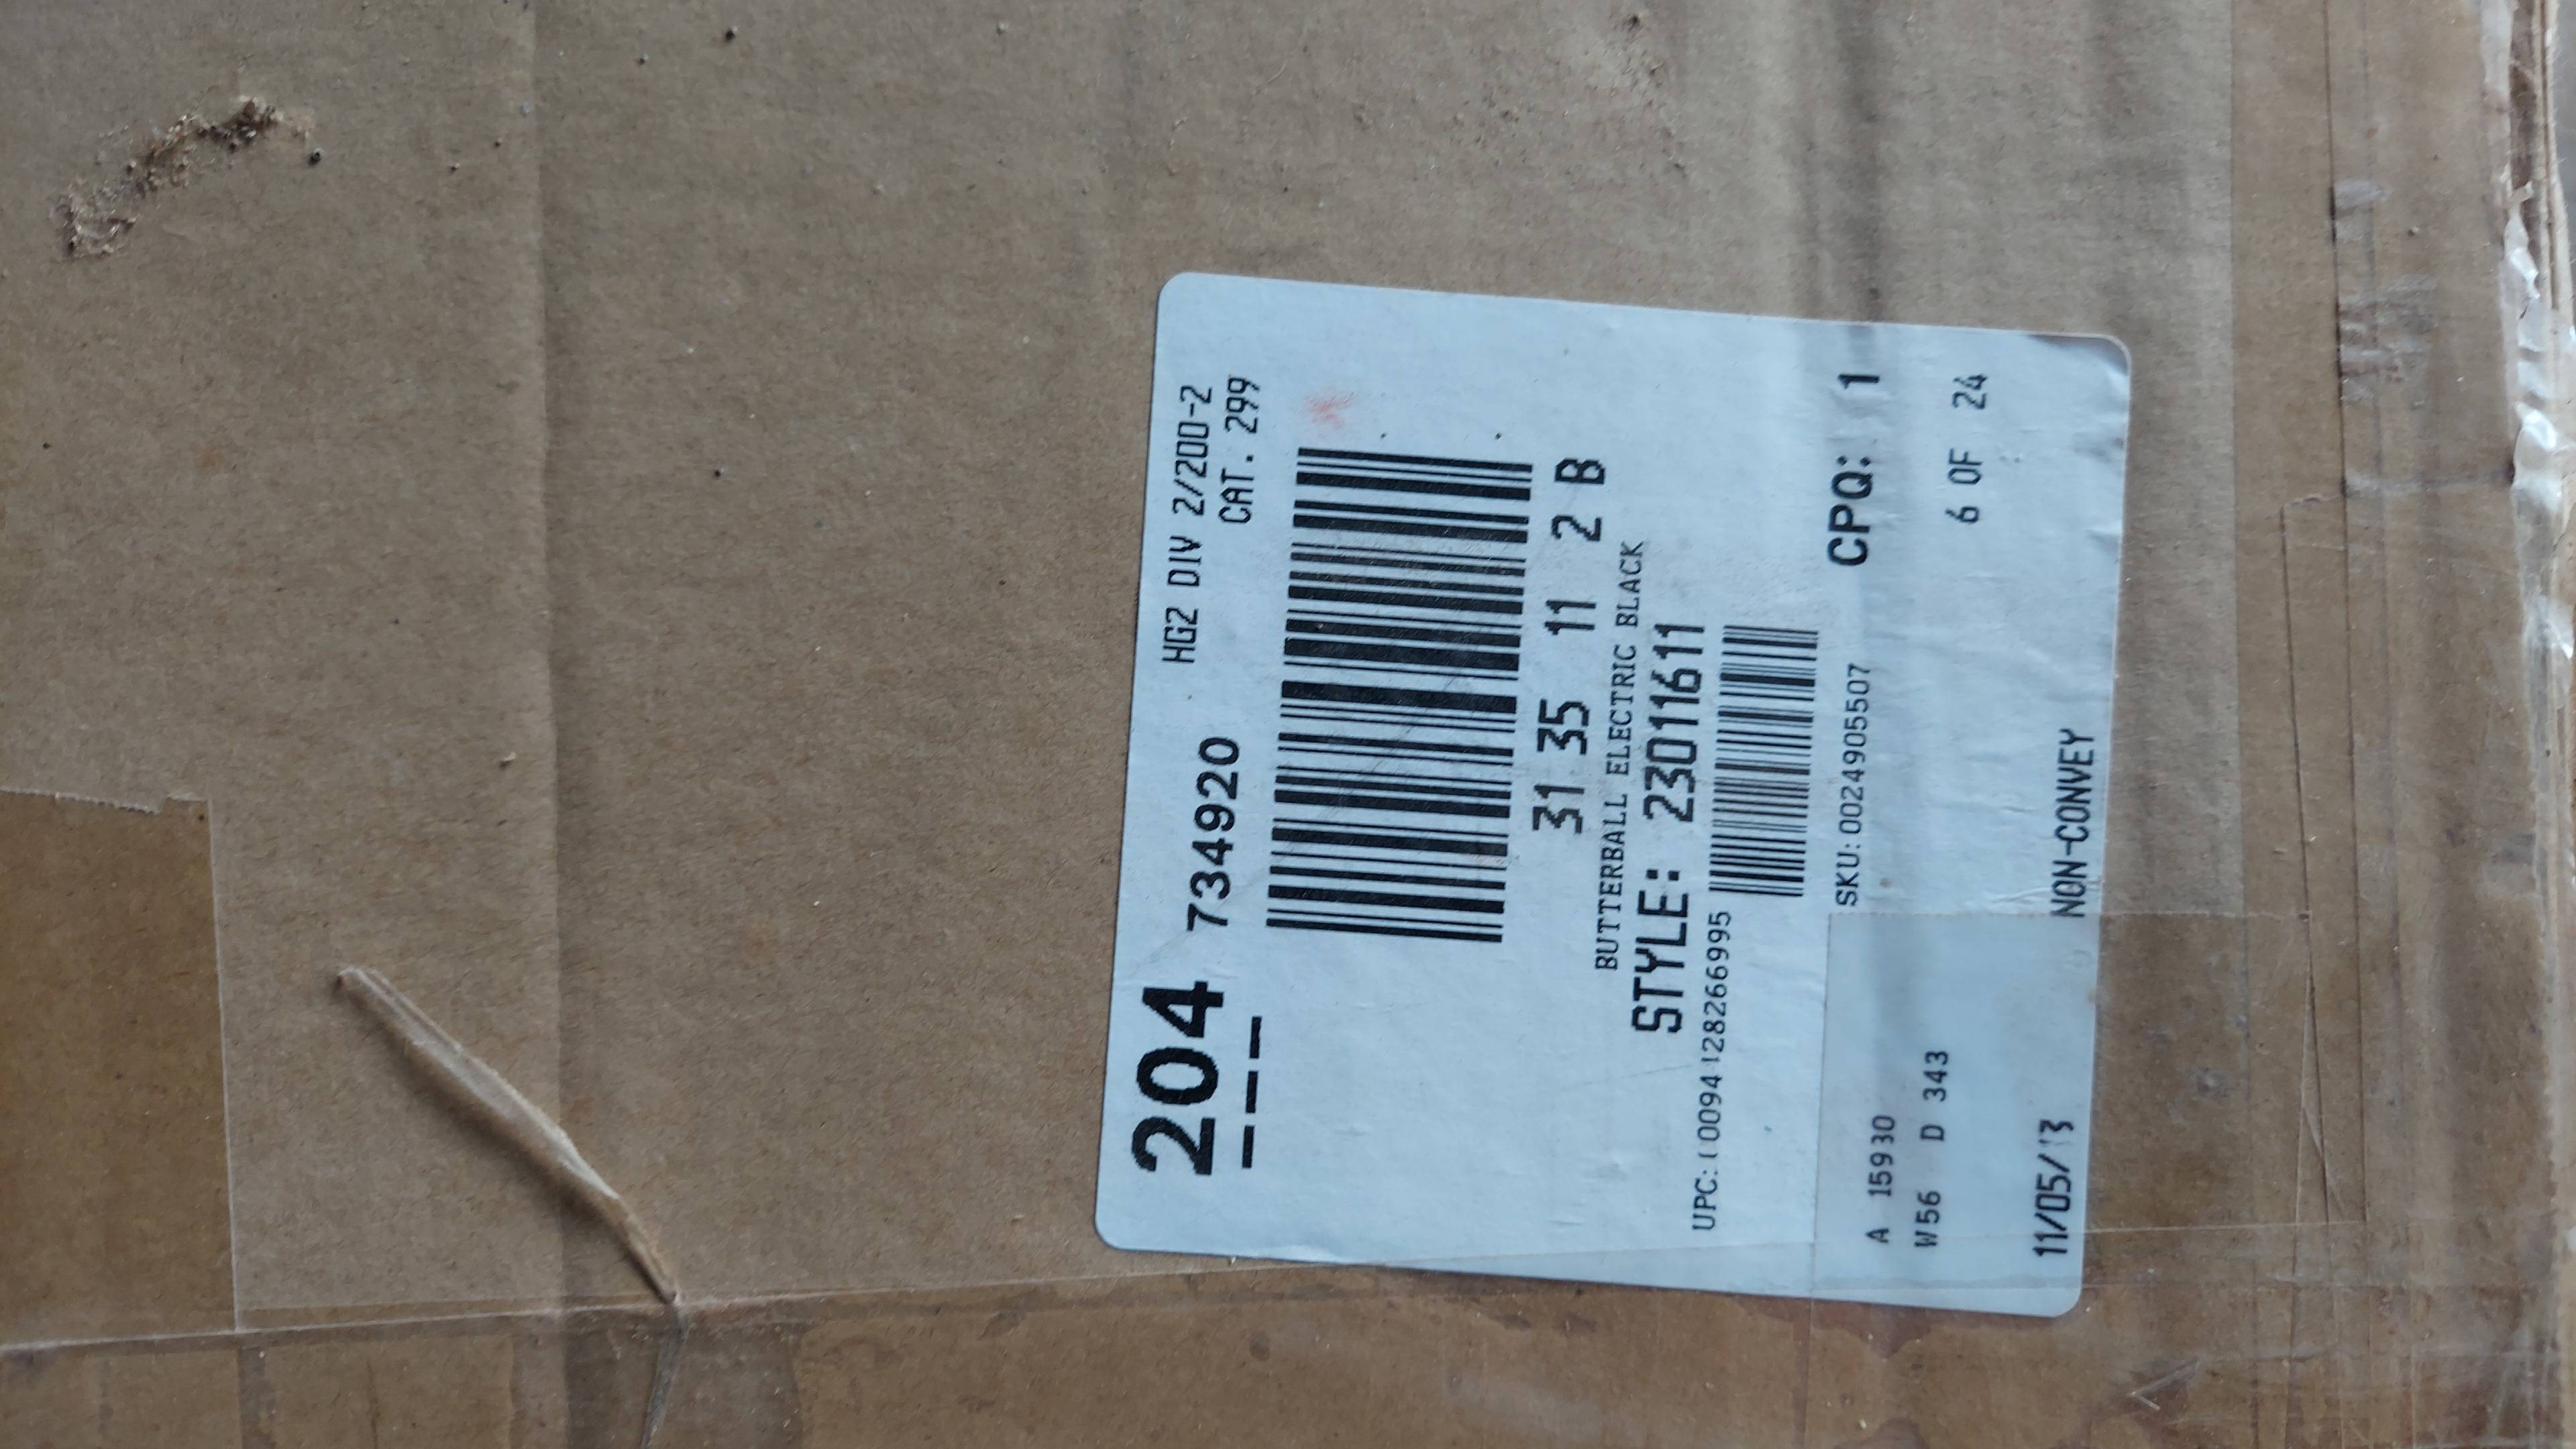 HG2 DIV 2/200-2
204 734920 CAT. 299
31 35 11 2 B
BUTTERBALL ELECTRIC BLACK
STYLE: 23011611
UPC:
SKU: 0024905507
CPQ: 1
A 15930
W56 D 343
6 OF 24
11/05/13 NON-CONVEY